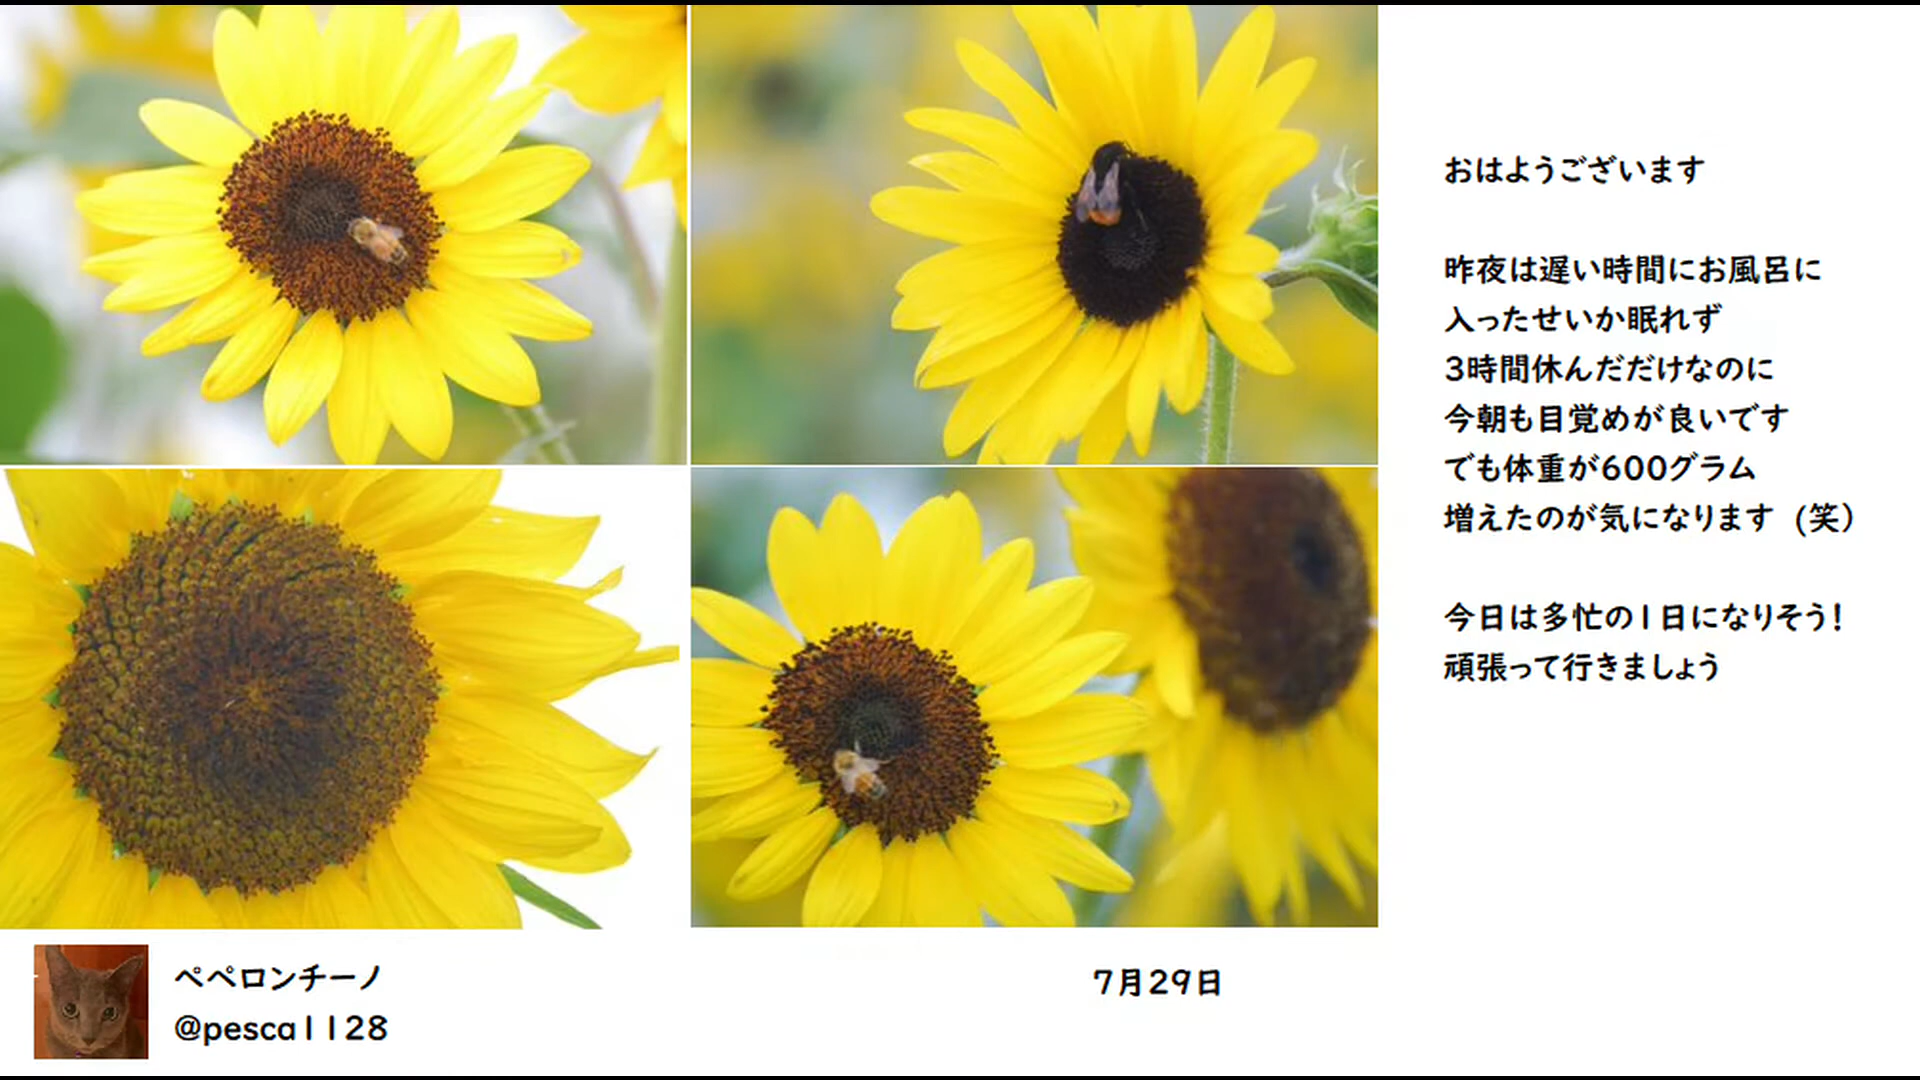 おはようございます
昨夜は遅い時間にお風呂に
入ったせいか眠れず
3時間休んだだけなのに
今朝も目覚めが良いです
でも体重が600グラム
増えたのが気になります (笑)
今日は多忙の1日になりそう!
頑張って行きましょう
ペペロンチーノ
@pesca1128
7月29日